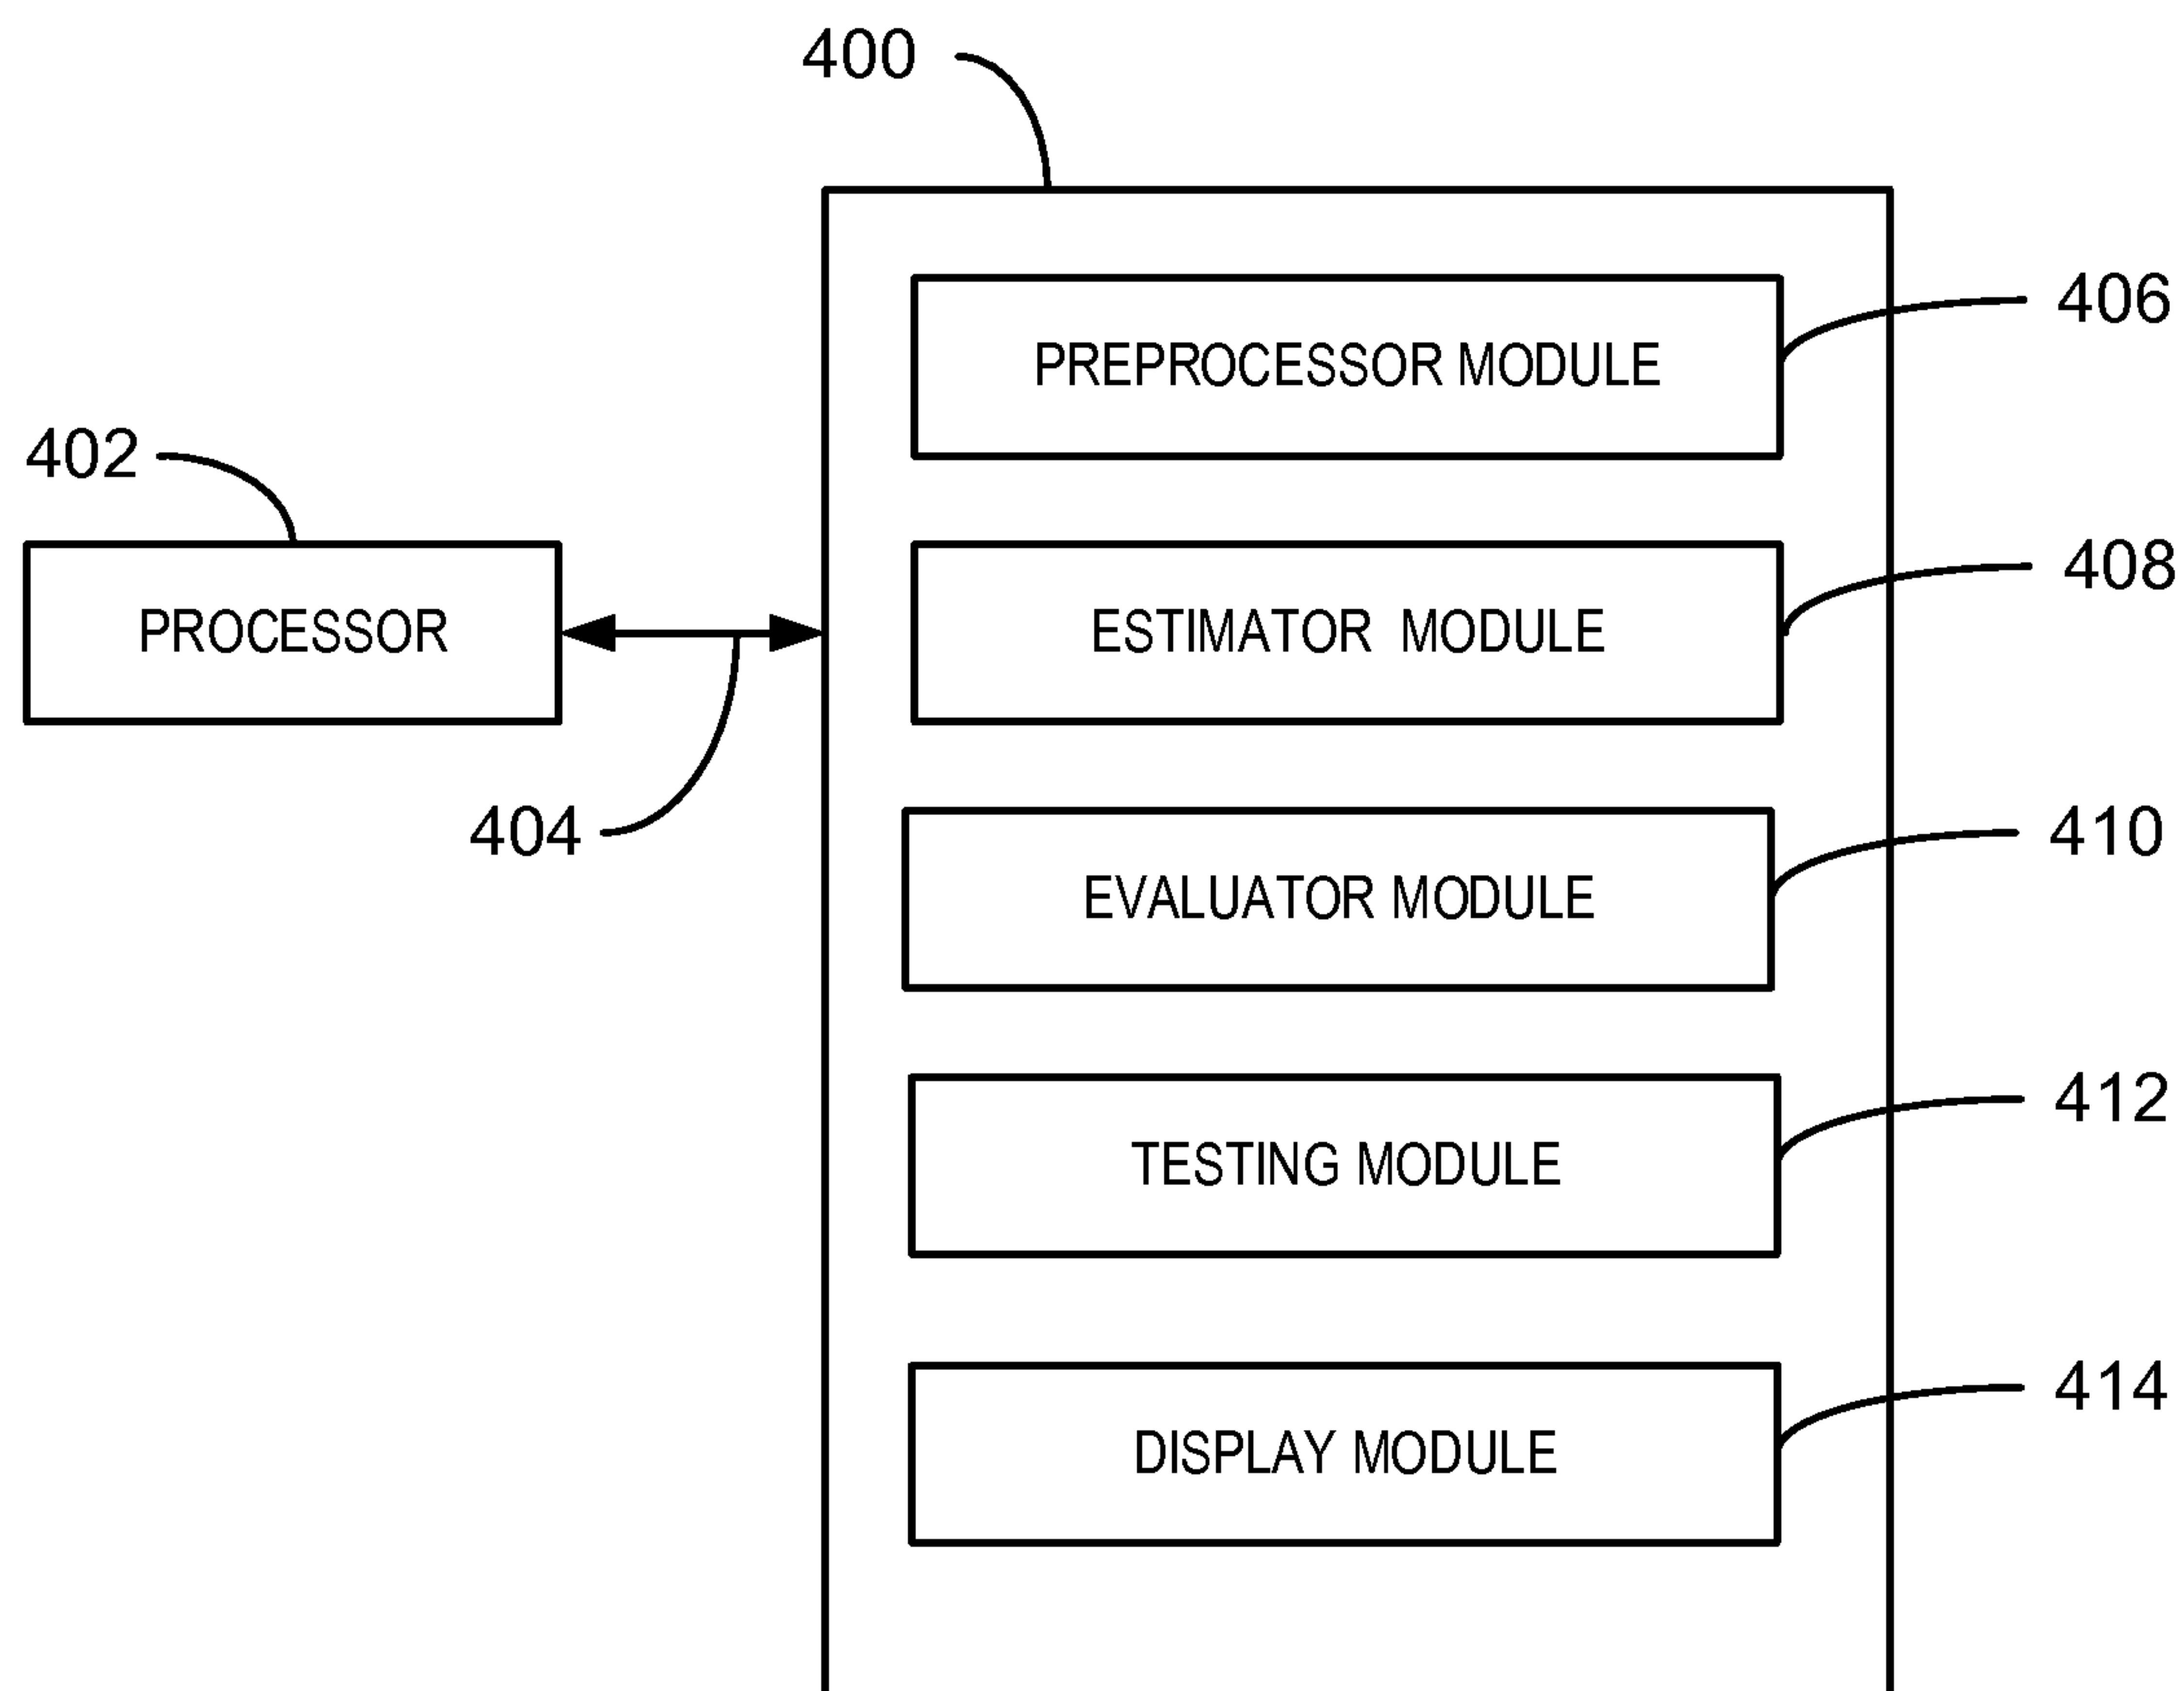 400
PREPROCESSOR MODULE
406
402
PROCESSOR
404
ESTIMATOR MODULE
408
EVALUATOR MODULE
410
TESTING MODULE
412
DISPLAY MODULE
414